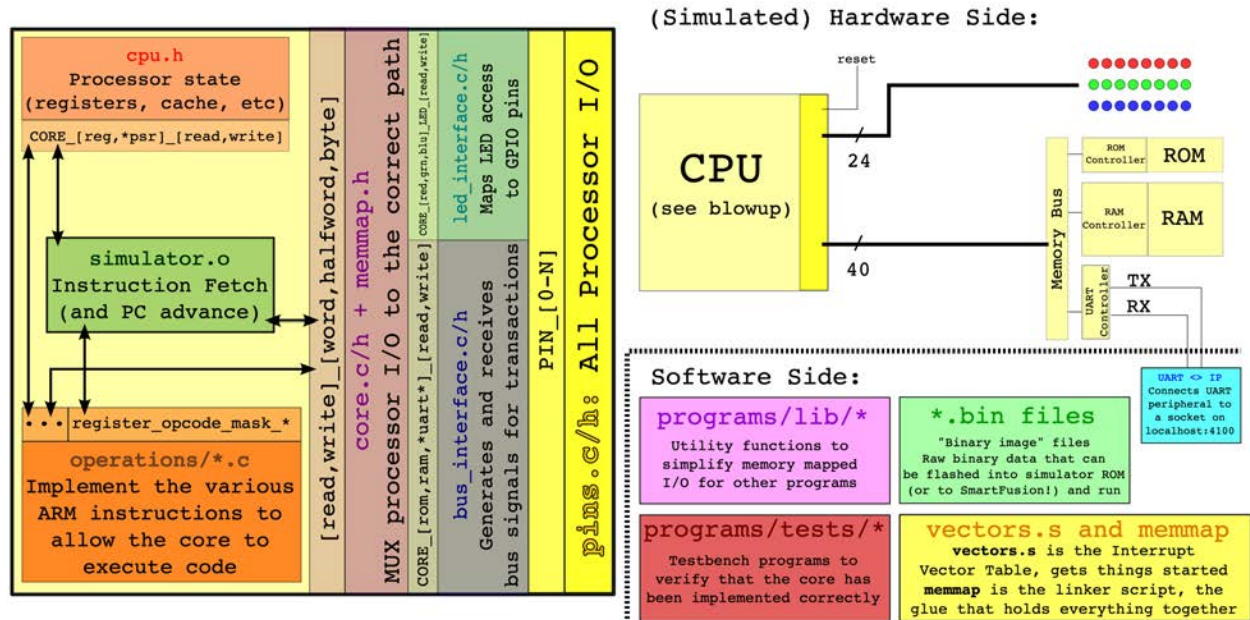 cpu.h
Processor state
(registers, cache, etc)
CORE_[reg,*psr]_[read,write]
simulator.o
Instruction Fetch
(and PC advance)
...
register_opcode_mask_*
operations/*.c
Implement the various
ARM instructions to
allow the core to
execute code
[read,write]_[word,halfword,byte]
core.c/h + memmap.h
MUX processor I/O to the correct path
CORE_[red,grn,blu]_LED_[read,write]
CORE_[rom,ram,*uart*]_[read,write]
led_interface.c/h
Maps LED access
to GPIO pins
bus_interface.c/h
Generates and receives
bus signals for transactions
PIN_[0-N]
pins.c/h: All Processor I/O
(Simulated) Hardware Side:
reset
CPU
(see blowup)
24
40
Memory Bus
ROM
Controller
ROM
RAM
Controller
RAM
UART
Controller
TX
RX
UART <> IP
Connects UART
peripheral to
a socket on
localhost:4100
Software Side:
programs/lib/*
Utility functions to
simplify memory mapped
I/O for other programs
*.bin files
"Binary image" files
Raw binary data that can
be flashed into simulator ROM
(or to SmartFusion!) and run
programs/tests/*
Testbench programs to
verify that the core has
been implemented correctly
vectors.s and memmap
vectors.s is the Interrupt
Vector Table, gets things started
memmap is the linker script, the
glue that holds everything together